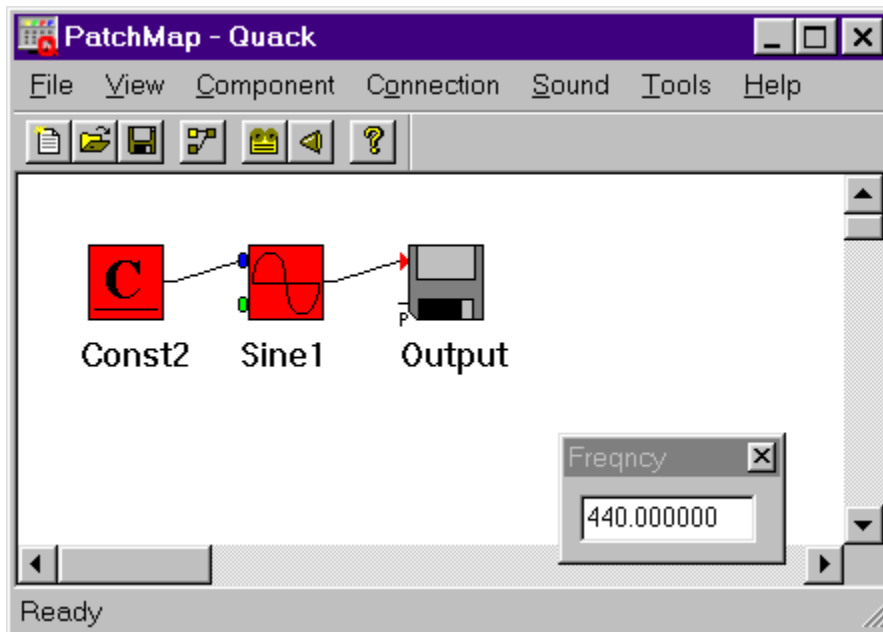 PatchMap - Quack
File View Component Connection Sound Tools Help
C
P
Const2 Sine1 Output
Freqncy
440.000000
Ready